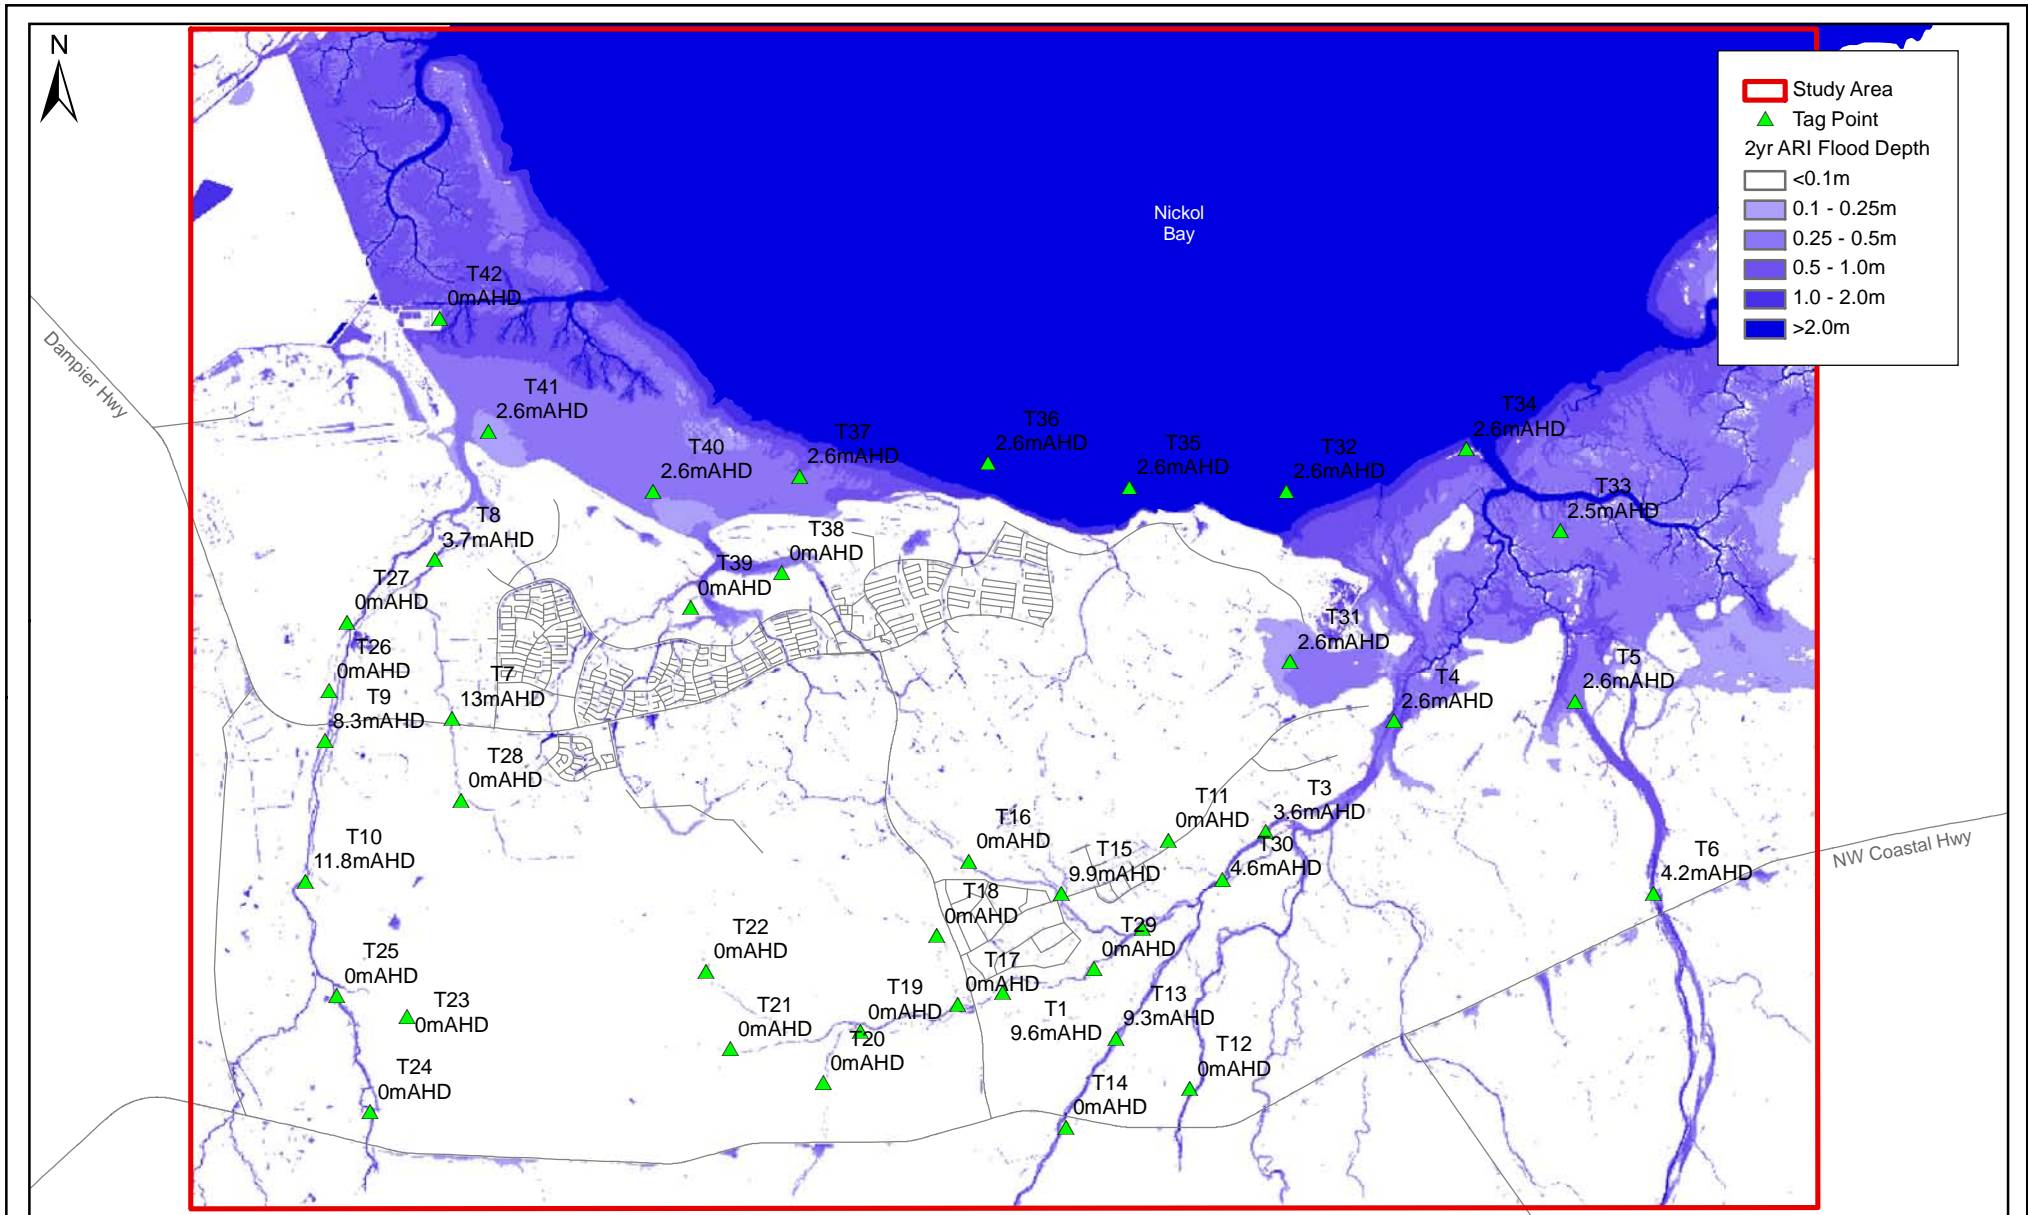 N
Study Area
Tag Point
2yr ARI Flood Depth
<0.1m
0.1 - 0.25m
0.25 - 0.5m
0.5 - 1.0m
1.0 - 2.0m
>2.0m
Nickol
Bay
T42
0mAHD
Dampier Hwy
T41
2.6mAHD
T40
2.6mAHD
T37
2.6mAHD
T36
2.6mAHD
T35
2.6mAHD
T32
2.6mAHD
T34
2.6mAHD
T33
2.5mAHD
T8
3.7mAHD
T38
0mAHD
T39
0mAHD
T27
0mAHD
T26
0mAHD
T9
8.3mAHD
T7
13mAHD
T31
2.6mAHD
T4
2.6mAHD
T5
2.6mAHD
T28
0mAHD
T3
3.6mAHD
T11
0mAHD
T16
0mAHD
T30
4.6mAHD
T15
9.9mAHD
T10
11.8mAHD
T6
4.2mAHD
NW Coastal Hwy
T18
0mAHD
T29
0mAHD
T22
0mAHD
T25
0mAHD
T17
0mAHD
T23
0mAHD
T19
0mAHD
T21
0mAHD
T1
9.6mAHD
T13
9.3mAHD
T20
0mAHD
T12
0mAHD
T24
0mAHD
T14
0mAHD